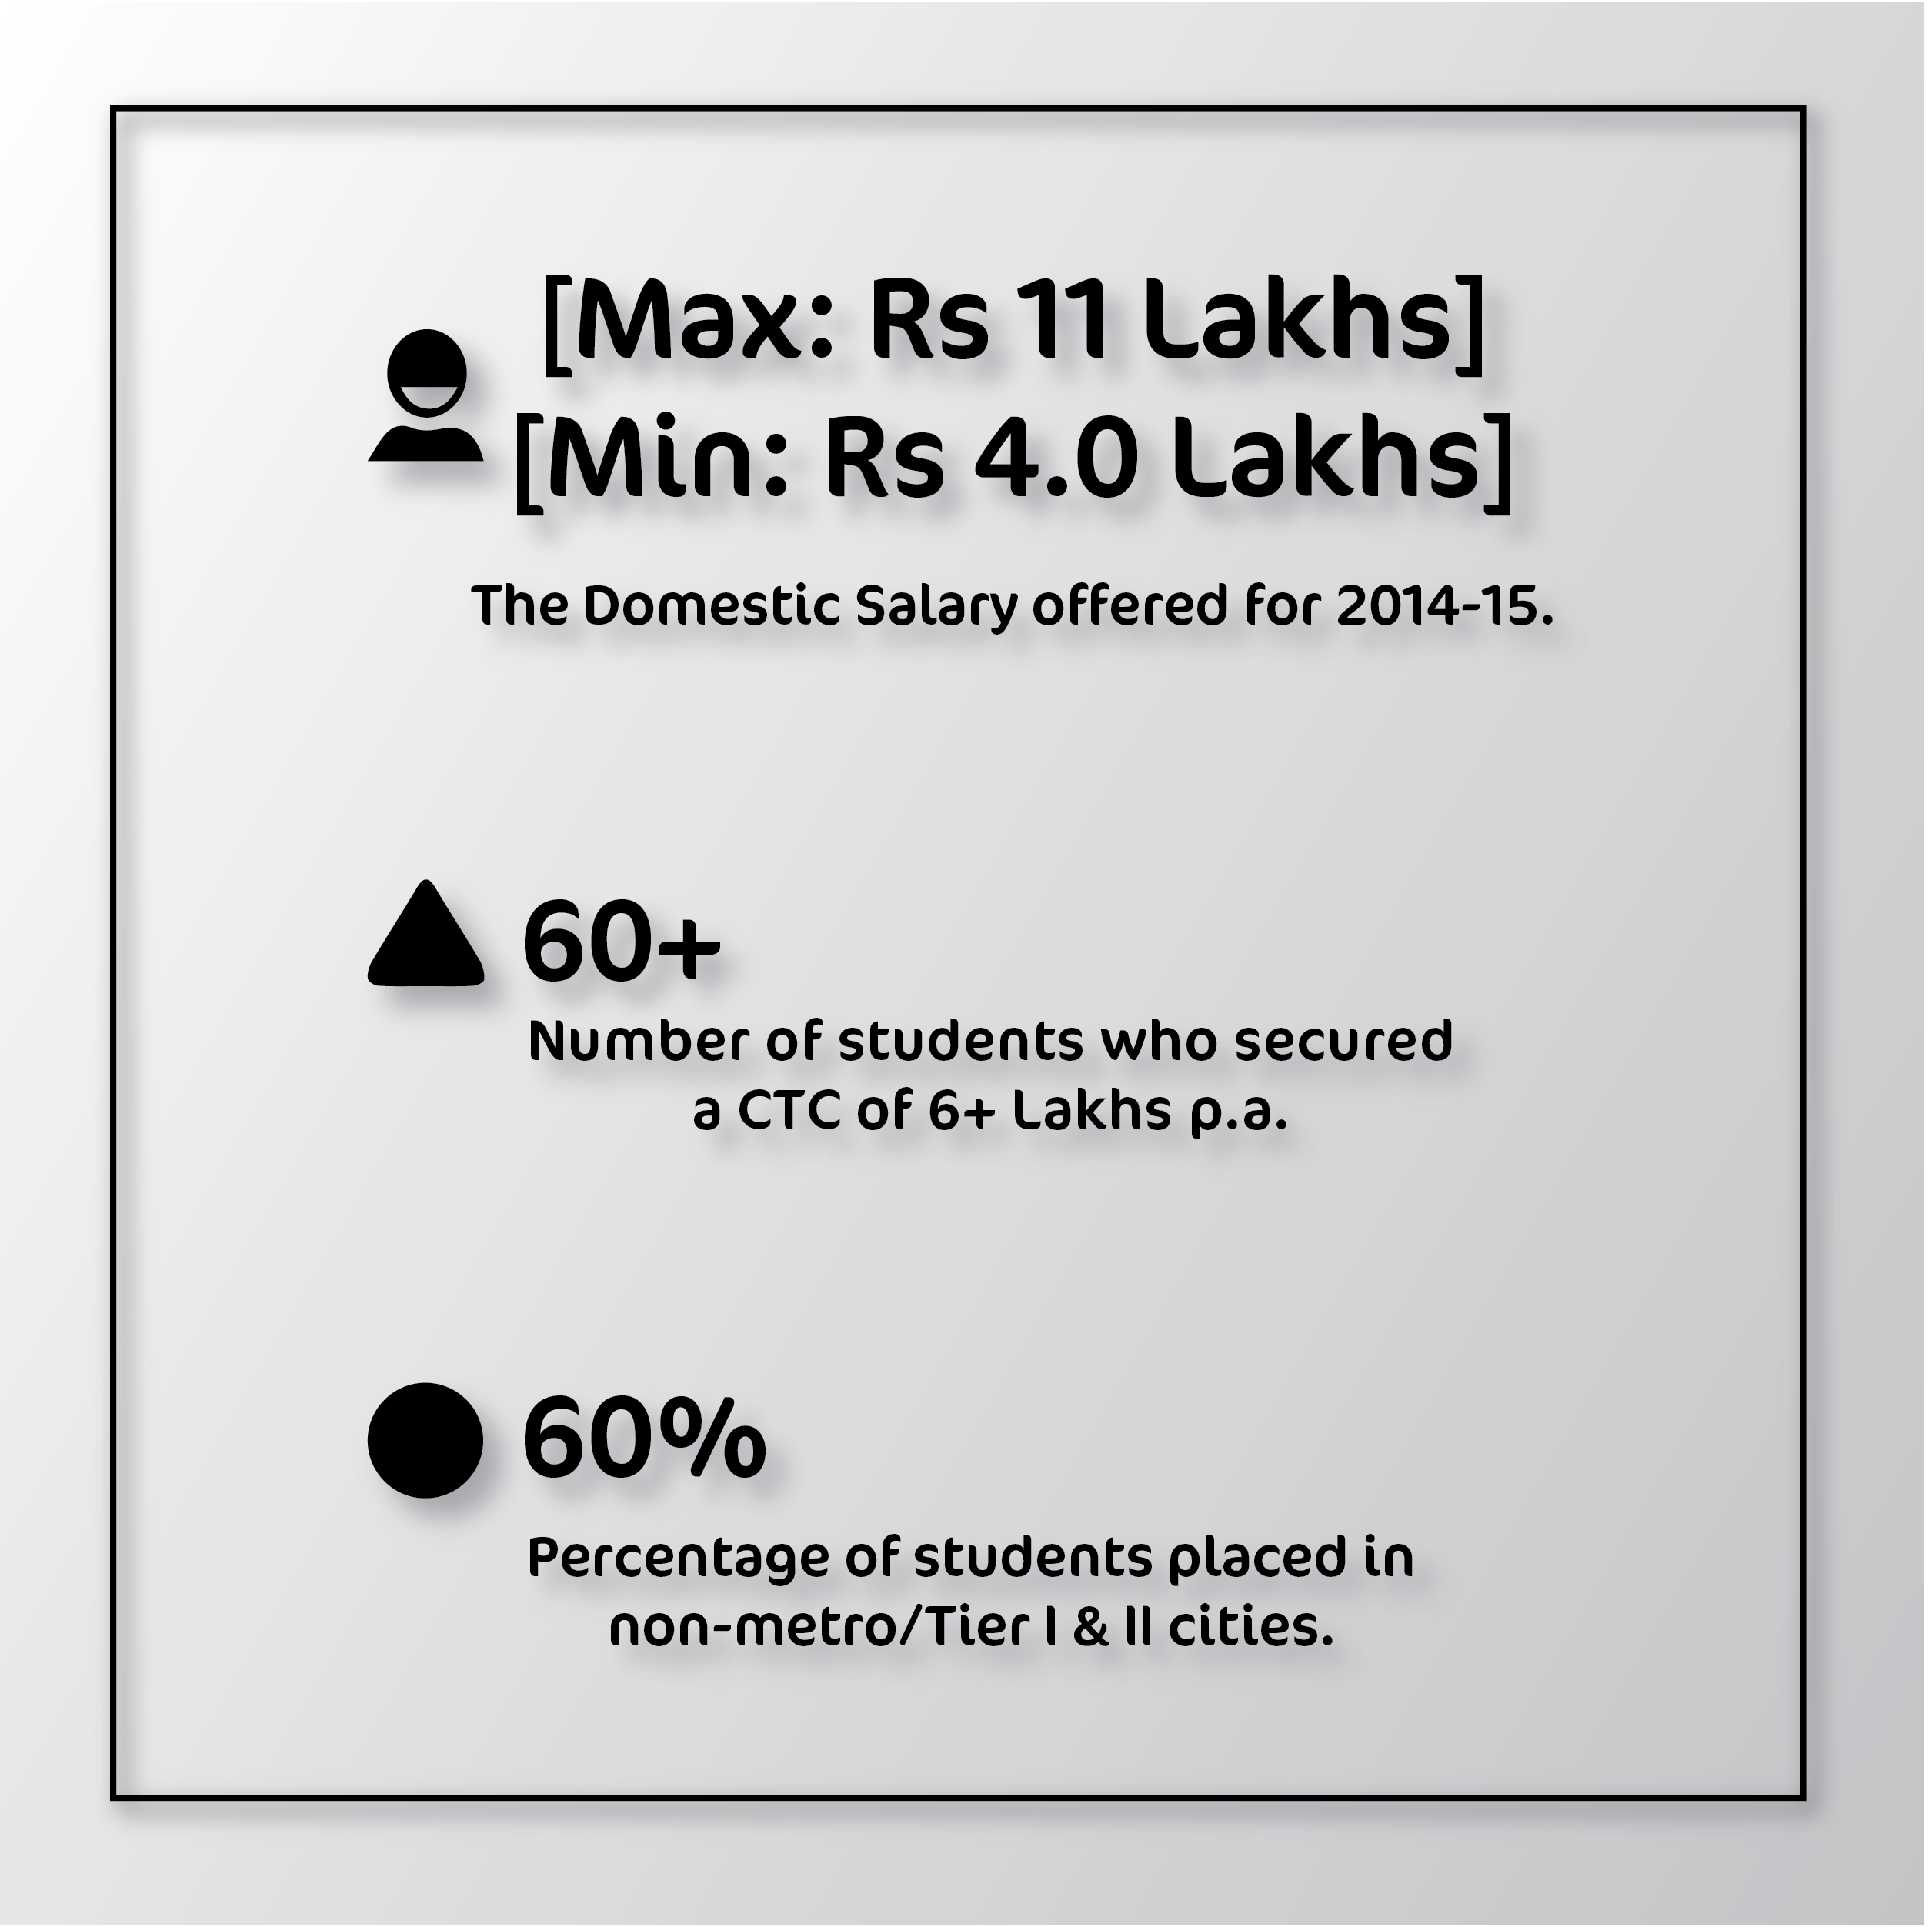 [Max: Rs 11 Lakhs]
[Min: Rs 4.0 Lakhs]
The Domestic Salary offered for 2014-15.
60+
Number of students who secured
a CTC of 6+ Lakhs p.a.
60%
Percentage of students placed in
non-metro/Tier I & II cities.